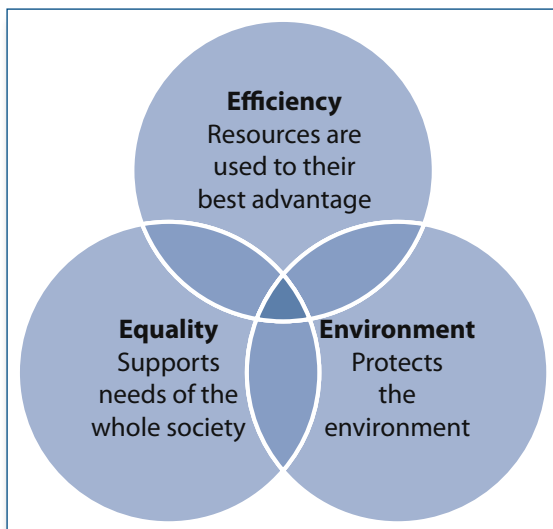 Efficiency
Resources are
used to their
best advantage
Equality
Supports
needs of the
whole society
Environment
Protects
the
environment